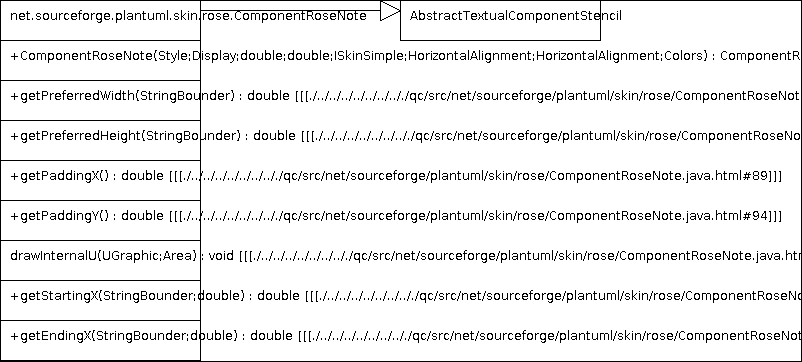 net.sourceforge.plantuml.skin.rose.ComponentRoseNote
AbstractTextualComponentStencil
+ComponentRoseNote(Style;Display;double;double;ISkinSimple;HorizontalAlignment;HorizontalAlignment;Colors) : ComponentR
+getPreferredWidth(StringBounder) : double [[[./../../../../../../../../qc/src/net/sourceforge/plantuml/skin/rose/ComponentRoseNot
+getPreferredHeight(StringBounder) : double [[[./../../../../../../../../qc/src/net/sourceforge/plantuml/skin/rose/ComponentRoseNo
+getPaddingX() : double [[[./../../../../../../../../qc/src/net/sourceforge/plantuml/skin/rose/ComponentRoseNote.java.html#89]]]
+getPaddingY() : double [[[./../../../../../../../../qc/src/net/sourceforge/plantuml/skin/rose/ComponentRoseNote.java.html#94]]]
drawInternalU(UGraphic;Area) : void [[[./../../../../../../../../qc/src/net/sourceforge/plantuml/skin/rose/ComponentRoseNote.java.htm
+getStartingX(StringBounder;double) : double [[[./../../../../../../../../qc/src/net/sourceforge/plantuml/skin/rose/ComponentRoseNo
+getEndingX(StringBounder;double) : double [[[./../../../../../../../../qc/src/net/sourceforge/plantuml/skin/rose/ComponentRoseNot